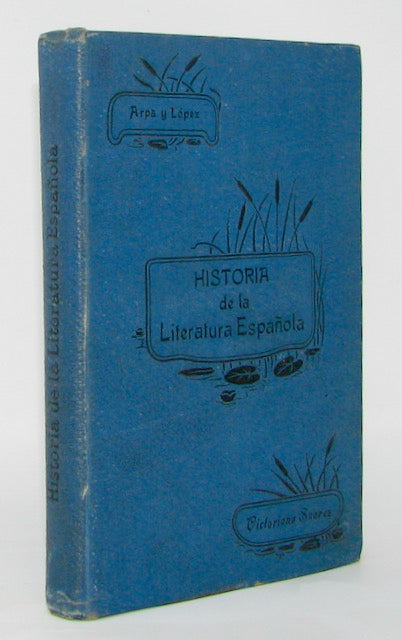 Arpa y López
HISTORIA
de la
Literatura Española
Victoriano Suarez
Historia de la Literatura Española